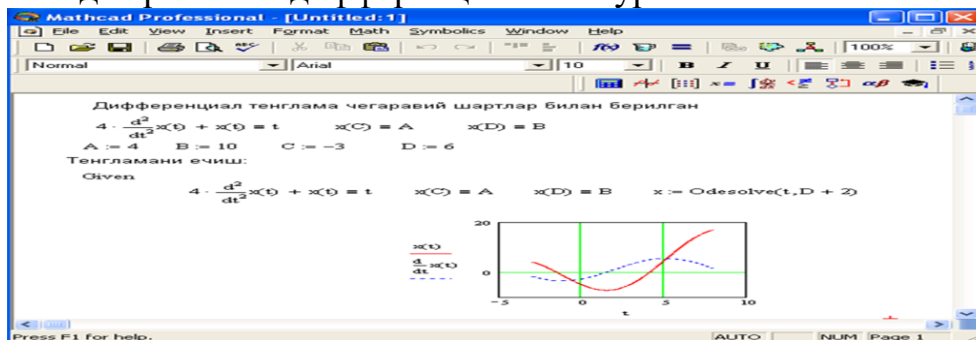 Mathcad Professional - [Untitled:1]
File Edit View Insert Format Math Symbolics Window Help
100%
Normal Arial 10 B I U
Дифференциал тенглама чегаравий шартлар билан берилган
4 · d²/dt² x(t) + x(t) = t x(C) = A x(D) = B
A := 4 B := 10 C := -3 D := 6
Тенгламани ечиш:
Given
4 · d²/dt² x(t) + x(t) = t x(C) = A x(D) = B x := Odesolve(t,D + 2)
20
x(t)
d/dt x(t)
0
-5 0 5 10
t
Press F1 for help. AUTO NUM Page 1